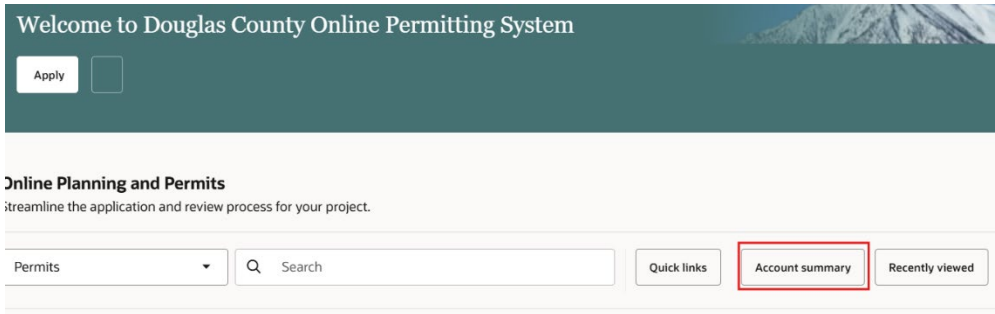 Welcome to Douglas County Online Permitting System
Apply
Online Planning and Permits
Streamline the application and review process for your project.
Permits Search Quick links Account summary Recently viewed